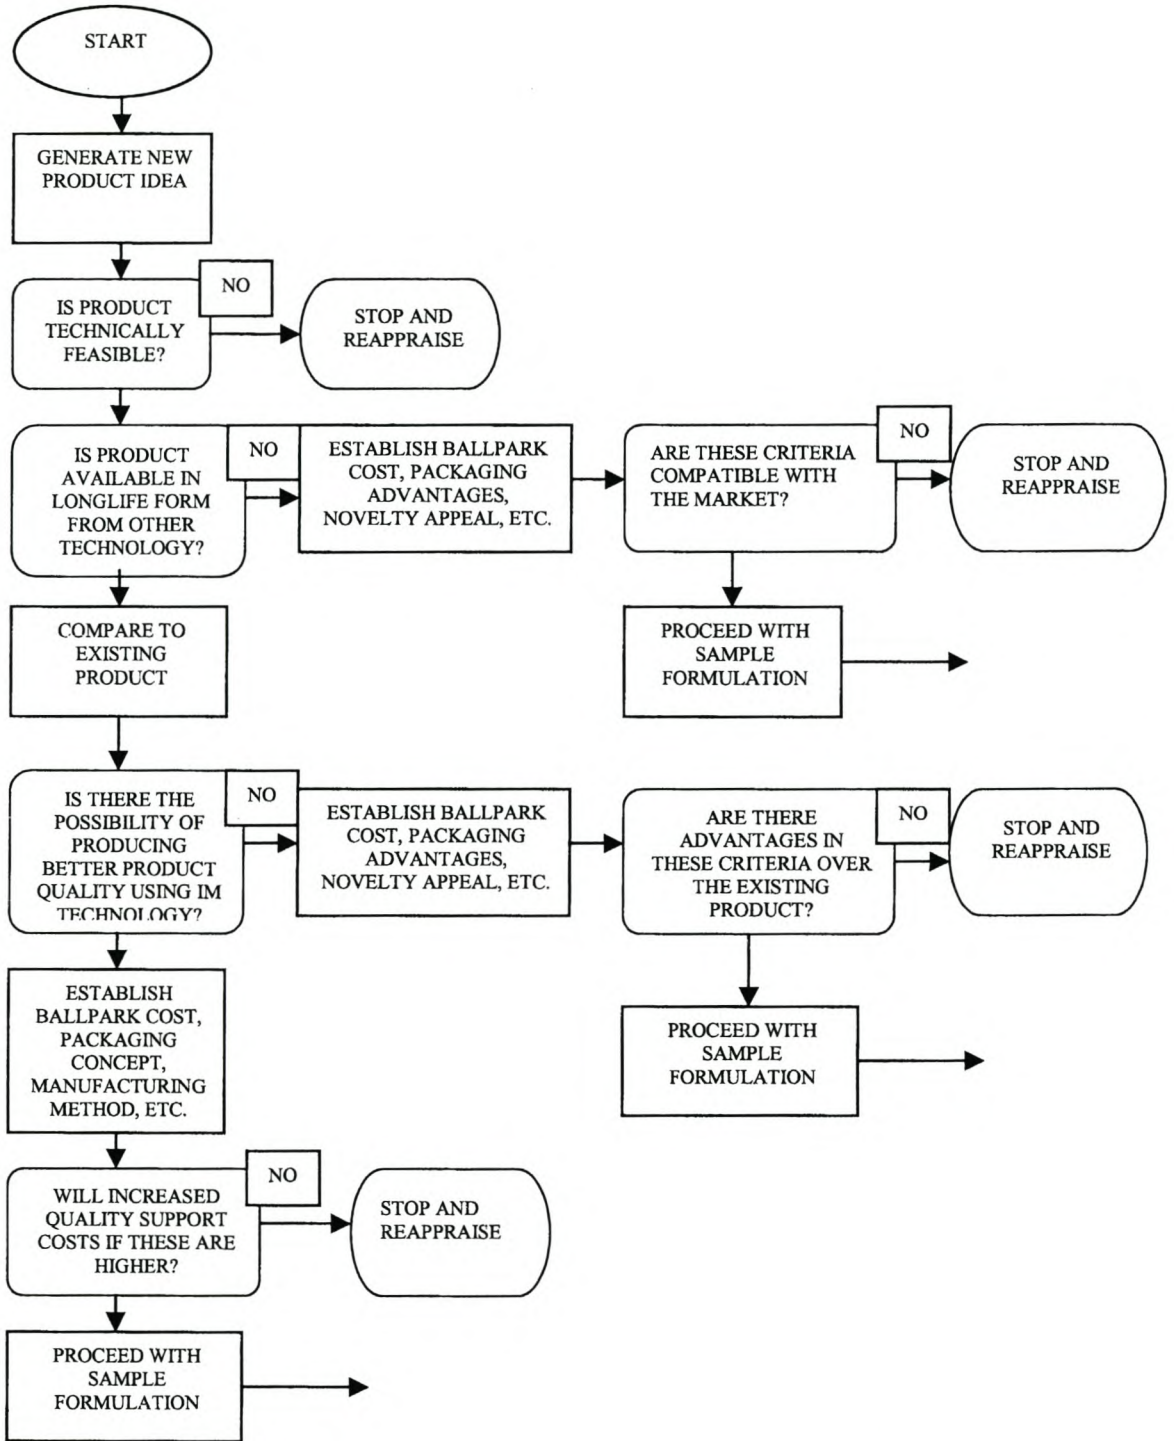 START
GENERATE NEW
PRODUCT IDEA
NO
IS PRODUCT
TECHNICALLY
FEASIBLE?
STOP AND
REAPPRAISE
IS PRODUCT
AVAILABLE IN
LONGLIFE FORM
FROM OTHER
TECHNOLOGY?
NO
ESTABLISH BALLPARK
COST, PACKAGING
ADVANTAGES,
NOVELTY APPEAL, ETC.
ARE THESE CRITERIA
COMPATIBLE WITH
THE MARKET?
NO
STOP AND
REAPPRAISE
COMPARE TO
EXISTING
PRODUCT
PROCEED WITH
SAMPLE
FORMULATION
IS THERE THE
POSSIBILITY OF
PRODUCING
BETTER PRODUCT
QUALITY USING IM
TECHNOLOGY?
NO
ESTABLISH BALLPARK
COST, PACKAGING
ADVANTAGES,
NOVELTY APPEAL, ETC.
ARE THERE
ADVANTAGES IN
THESE CRITERIA OVER
THE EXISTING
PRODUCT?
NO
STOP AND
REAPPRAISE
ESTABLISH
BALLPARK COST,
PACKAGING
CONCEPT,
MANUFACTURING
METHOD, ETC.
PROCEED WITH
SAMPLE
FORMULATION
WILL INCREASED
QUALITY SUPPORT
COSTS IF THESE ARE
HIGHER?
NO
STOP AND
REAPPRAISE
PROCEED WITH
SAMPLE
FORMULATION